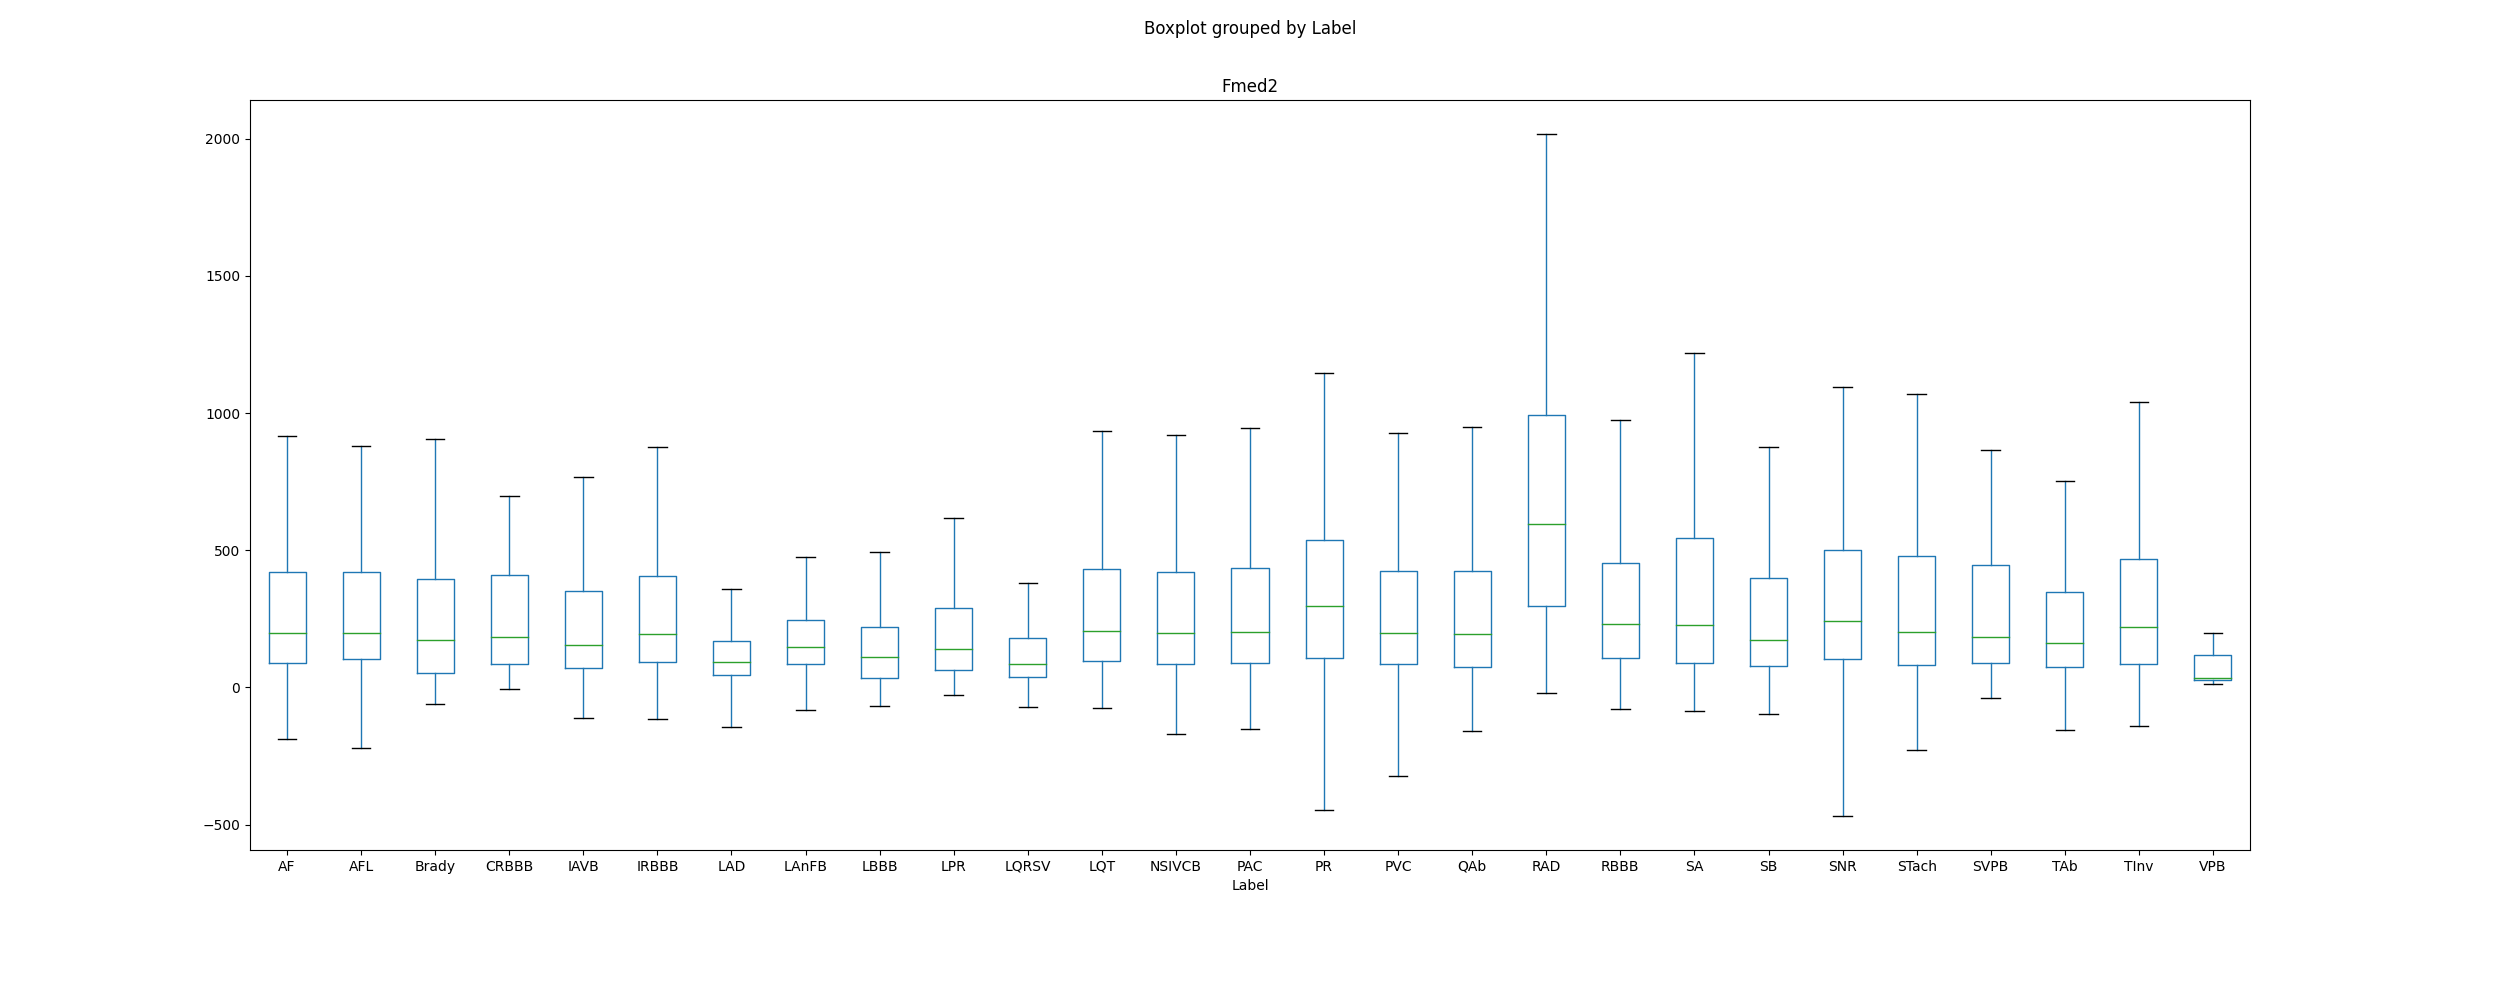 Boxplot grouped by Label
Fmed2
2000
1500
1000
500
0
−500
AF AFL Brady CRBBB IAVB IRBBB LAD LAnFB LBBB LPR LQRSV LQT NSIVCB PAC PR PVC QAb RAD RBBB SA SB SNR STach SVPB TAb TInv VPB
Label